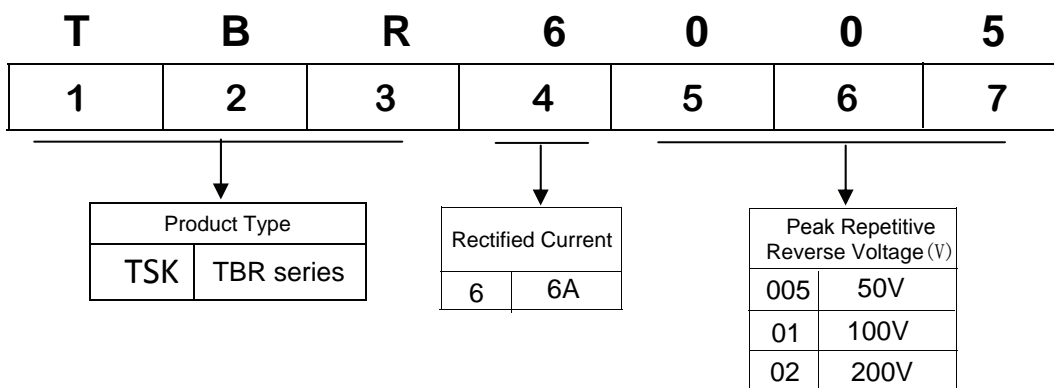 T B R 6 0 0 5
1 2 3 4 5 6 7
Product Type
TSK TBR series
Rectified Current
6 6A
Peak Repetitive
Reverse Voltage(V)
005 50V
01 100V
02 200V